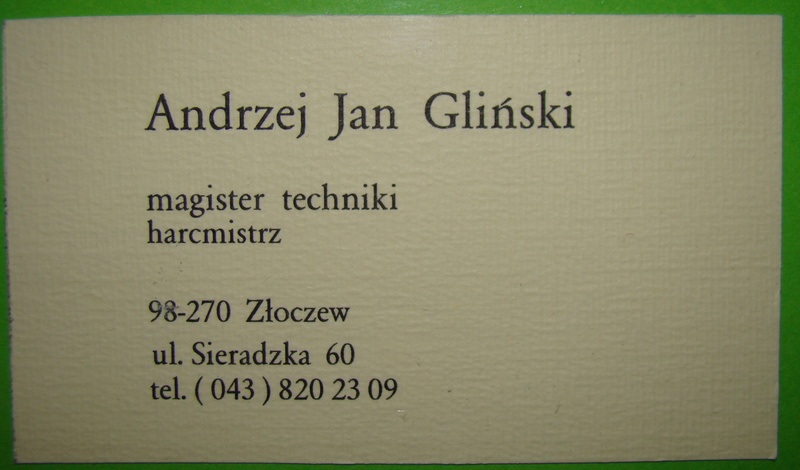 Andrzej Jan Gliński
magister techniki
harcmistrz
98-270 Złoczew
ul. Sieradzka 60
tel. ( 043 ) 820 23 09